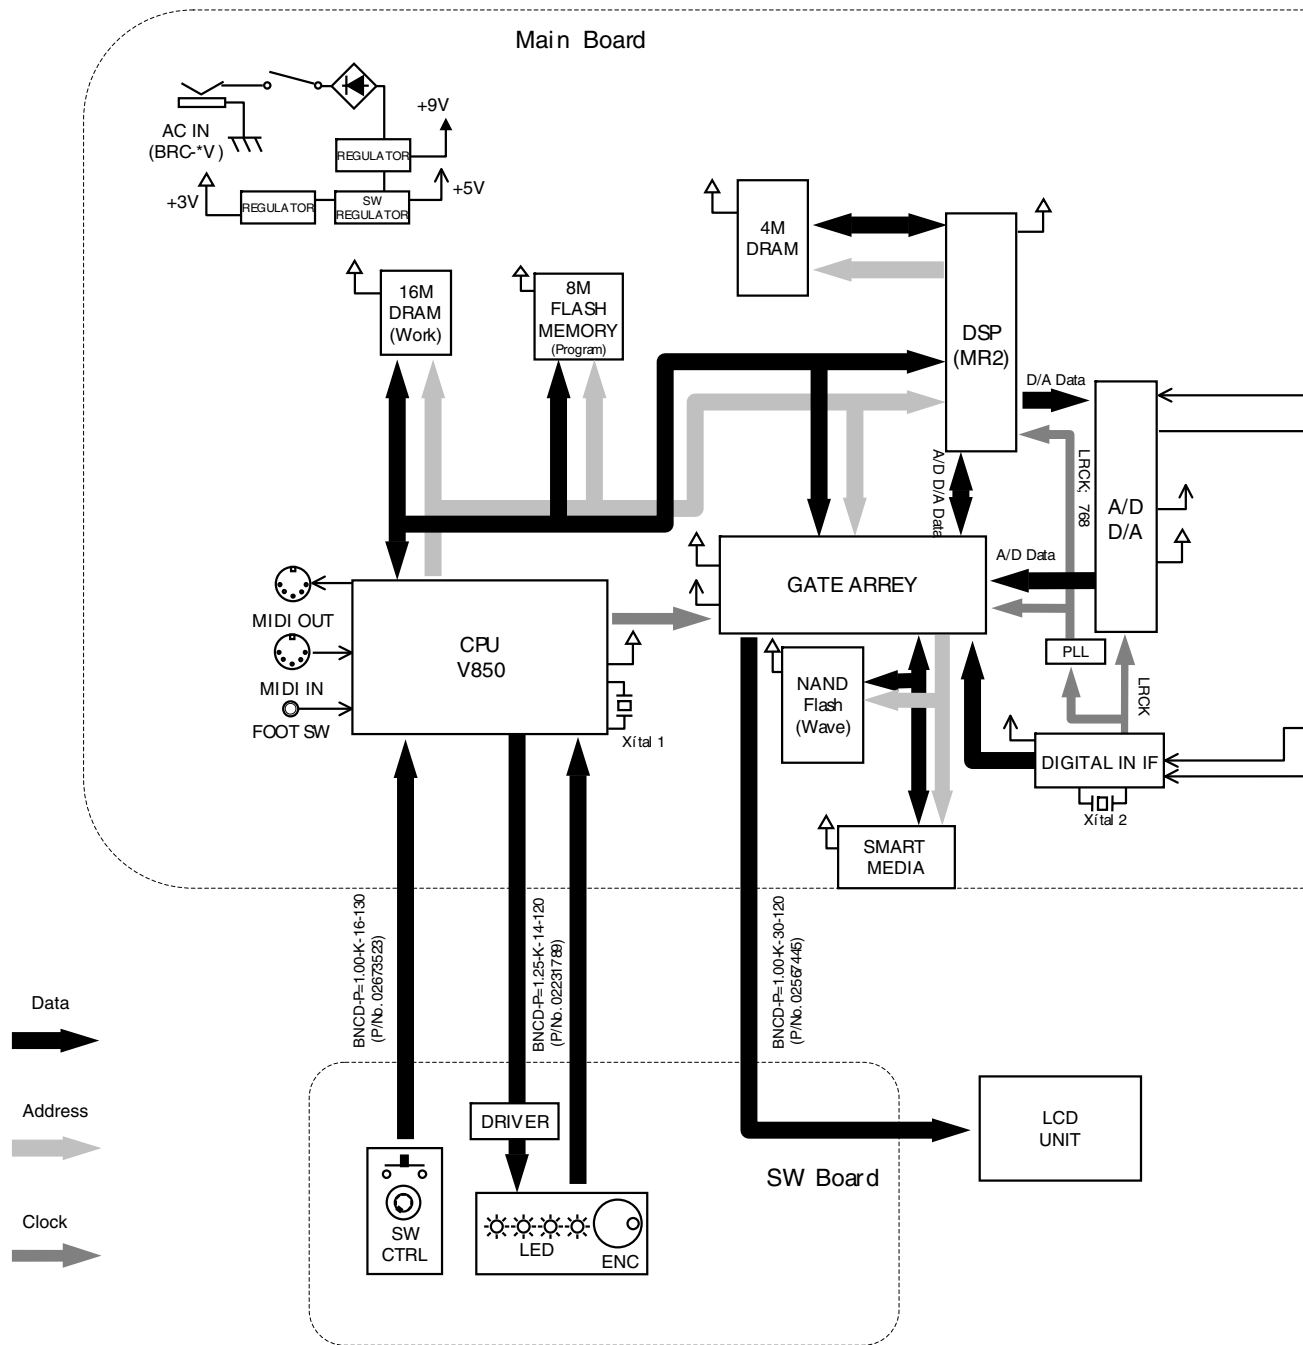 Main Board
AC IN
(BRC-*V)
+9V
REGULATOR
+3V
REGULATOR
SW
REGULATOR
+5V
4M
DRAM
16M
DRAM
(Work)
8M
FLASH
MEMORY
(Program)
DSP
(MR2)
D/A Data
A/D D/A Data
LRCK; 768
A/D
D/A
A/D Data
GATE ARREY
MIDI OUT
MIDI IN
FOOT SW
CPU
V850
Xítal 1
PLL
LRCK
NAND
Flash
(Wave)
DIGITAL IN IF
Xítal 2
SMART
MEDIA
BNCD-P=1.00-K-16-130
(P/No. 02673523)
BNCD-P=1.25-K-14-120
(P/No. 02231789)
BNCD-P=1.00-K-30-120
(P/No. 02567445)
Data
Address
Clock
DRIVER
SW
CTRL
LED
ENC
SW Board
LCD
UNIT